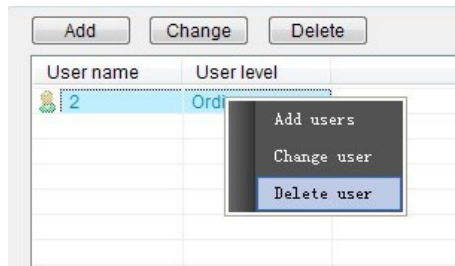 Add Change Delete
User name User level
2
Add users
Change user
Delete user